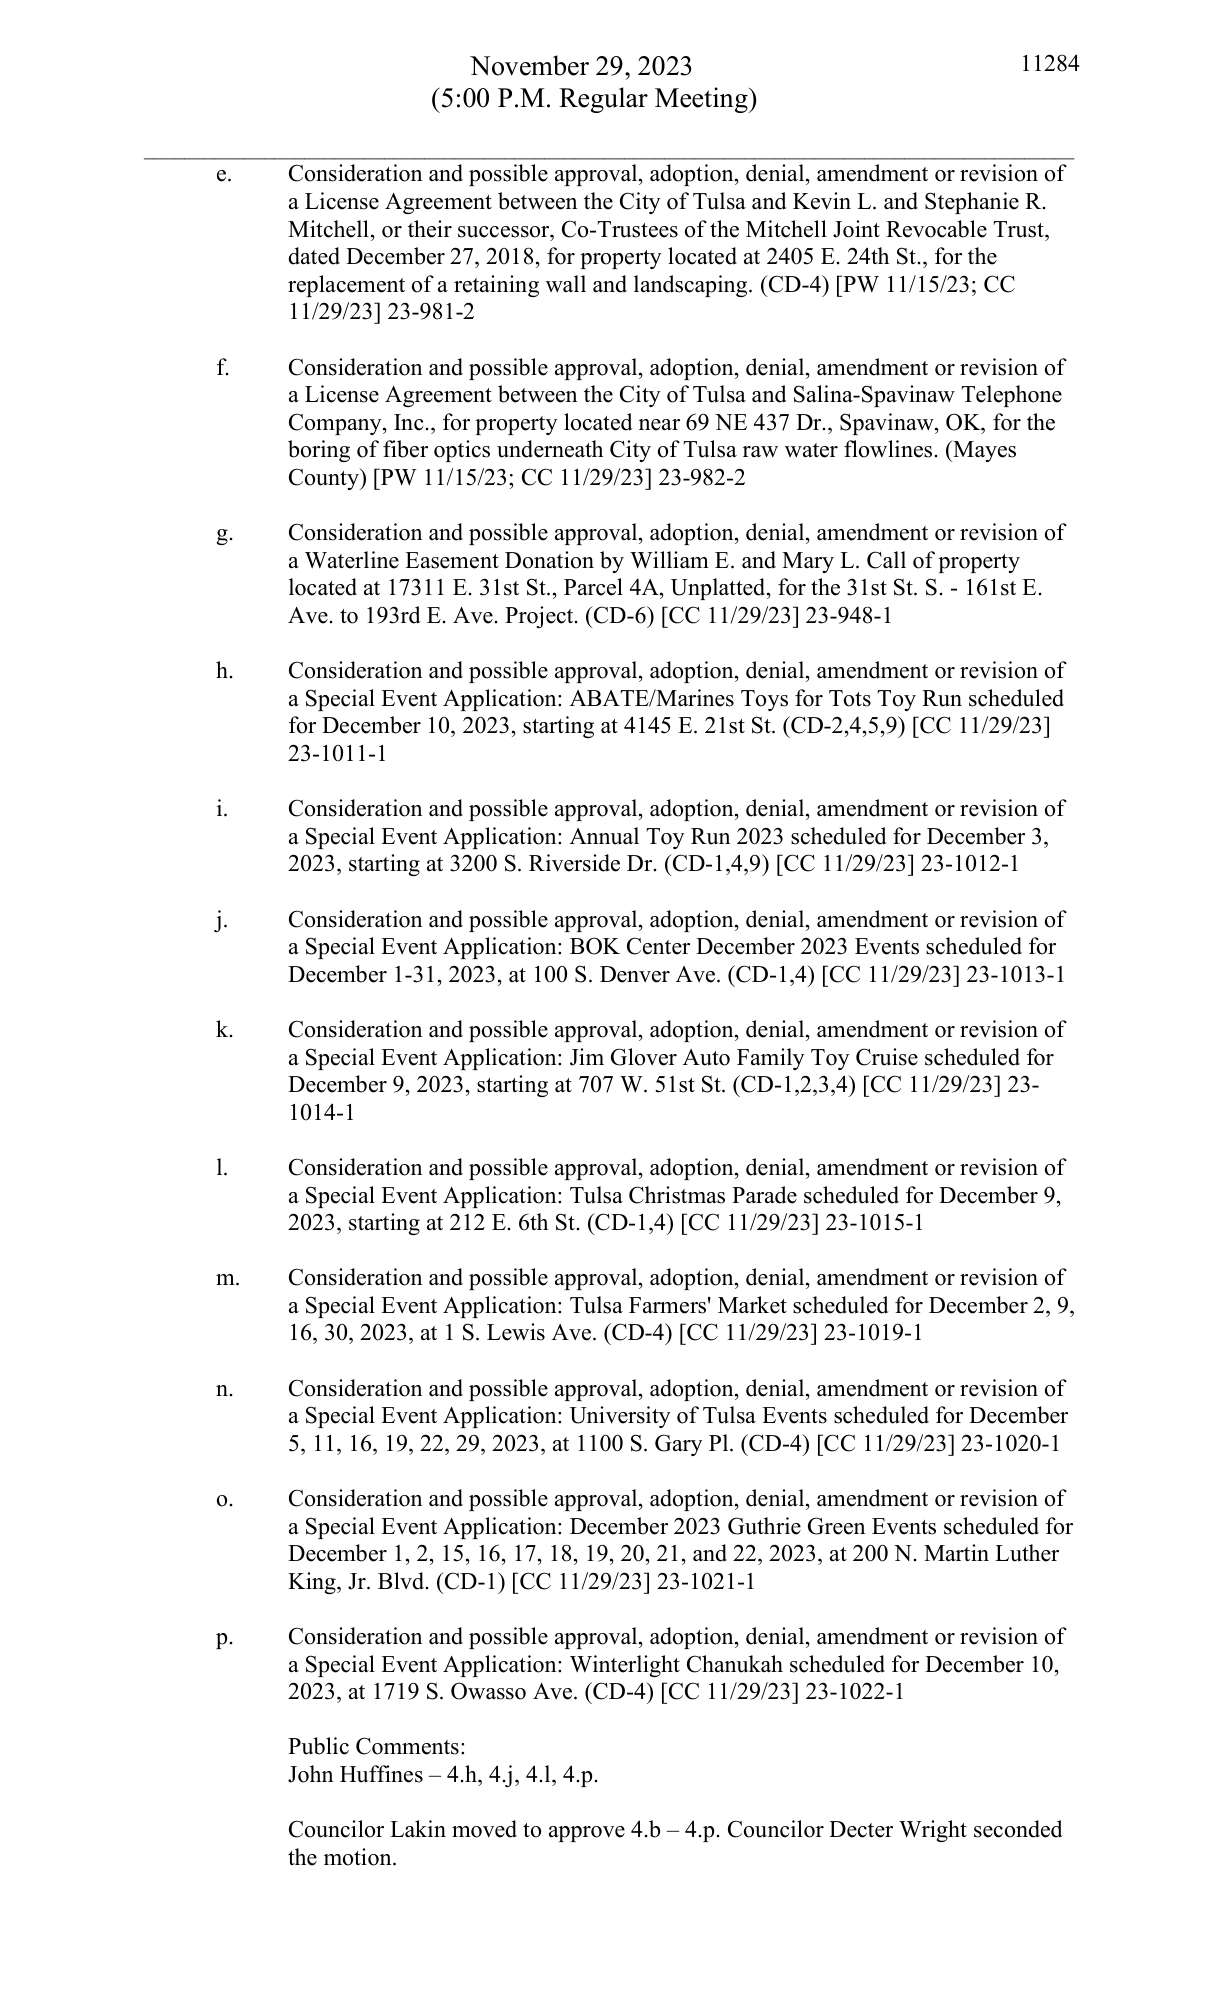 November 29, 2023
11284
(5:00 P.M. Regular Meeting)
e. Consideration and possible approval, adoption, denial, amendment or revision of
a License Agreement between the City of Tulsa and Kevin L. and Stephanie R.
Mitchell, or their successor, Co-Trustees of the Mitchell Joint Revocable Trust,
dated December 27, 2018, for property located at 2405 E. 24th St., for the
replacement of a retaining wall and landscaping. (CD-4) [PW 11/15/23; CC
11/29/23] 23-981-2
f. Consideration and possible approval, adoption, denial, amendment or revision of
a License Agreement between the City of Tulsa and Salina-Spavinaw Telephone
Company, Inc., for property located near 69 NE 437 Dr., Spavinaw, OK, for the
boring of fiber optics underneath City of Tulsa raw water flowlines. (Mayes
County) [PW 11/15/23; CC 11/29/23] 23-982-2
g. Consideration and possible approval, adoption, denial, amendment or revision of
a Waterline Easement Donation by William E. and Mary L. Call of property
located at 17311 E. 31st St., Parcel 4A, Unplatted, for the 31st St. S. - 161st E.
Ave. to 193rd E. Ave. Project. (CD-6) [CC 11/29/23] 23-948-1
h. Consideration and possible approval, adoption, denial, amendment or revision of
a Special Event Application: ABATE/Marines Toys for Tots Toy Run scheduled
for December 10, 2023, starting at 4145 E. 21st St. (CD-2,4,5,9) [CC 11/29/23]
23-1011-1
i. Consideration and possible approval, adoption, denial, amendment or revision of
a Special Event Application: Annual Toy Run 2023 scheduled for December 3,
2023, starting at 3200 S. Riverside Dr. (CD-1,4,9) [CC 11/29/23] 23-1012-1
j. Consideration and possible approval, adoption, denial, amendment or revision of
a Special Event Application: BOK Center December 2023 Events scheduled for
December 1-31, 2023, at 100 S. Denver Ave. (CD-1,4) [CC 11/29/23] 23-1013-1
k. Consideration and possible approval, adoption, denial, amendment or revision of
a Special Event Application: Jim Glover Auto Family Toy Cruise scheduled for
December 9, 2023, starting at 707 W. 51st St. (CD-1,2,3,4) [CC 11/29/23] 23-
1014-1
l. Consideration and possible approval, adoption, denial, amendment or revision of
a Special Event Application: Tulsa Christmas Parade scheduled for December 9,
2023, starting at 212 E. 6th St. (CD-1,4) [CC 11/29/23] 23-1015-1
m. Consideration and possible approval, adoption, denial, amendment or revision of
a Special Event Application: Tulsa Farmers' Market scheduled for December 2, 9,
16, 30, 2023, at 1 S. Lewis Ave. (CD-4) [CC 11/29/23] 23-1019-1
n. Consideration and possible approval, adoption, denial, amendment or revision of
a Special Event Application: University of Tulsa Events scheduled for December
5, 11, 16, 19, 22, 29, 2023, at 1100 S. Gary Pl. (CD-4) [CC 11/29/23] 23-1020-1
o. Consideration and possible approval, adoption, denial, amendment or revision of
a Special Event Application: December 2023 Guthrie Green Events scheduled for
December 1, 2, 15, 16, 17, 18, 19, 20, 21, and 22, 2023, at 200 N. Martin Luther
King, Jr. Blvd. (CD-1) [CC 11/29/23] 23-1021-1
p. Consideration and possible approval, adoption, denial, amendment or revision of
a Special Event Application: Winterlight Chanukah scheduled for December 10,
2023, at 1719 S. Owasso Ave. (CD-4) [CC 11/29/23] 23-1022-1
Public Comments:
John Huffines – 4.h, 4.j, 4.l, 4.p.
Councilor Lakin moved to approve 4.b – 4.p. Councilor Decter Wright seconded
the motion.